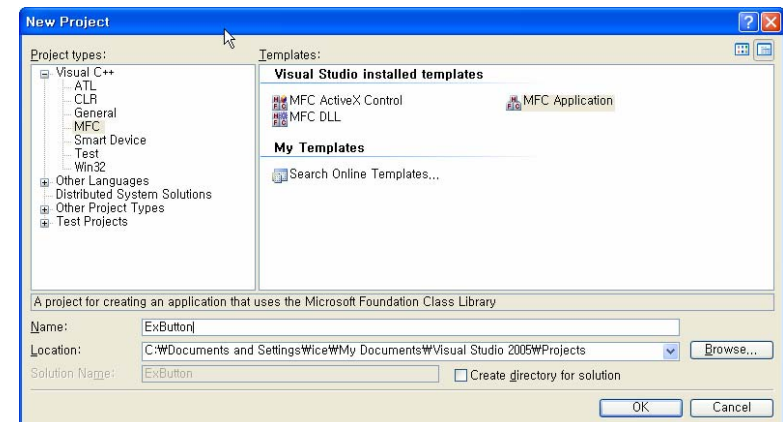 New Project
Project types:
Templates:
Visual C++
ATL
CLR
General
MFC
Smart Device
Test
Win32
Other Languages
Distributed System Solutions
Other Project Types
Test Projects
Visual Studio installed templates
MFC ActiveX Control
MFC Application
MFC DLL
My Templates
Search Online Templates...
A project for creating an application that uses the Microsoft Foundation Class Library
Name:
ExButton
Location:
C:₩Documents and Settings₩ice₩My Documents₩Visual Studio 2005₩Projects
Browse...
Solution Name:
ExButton
Create directory for solution
OK
Cancel